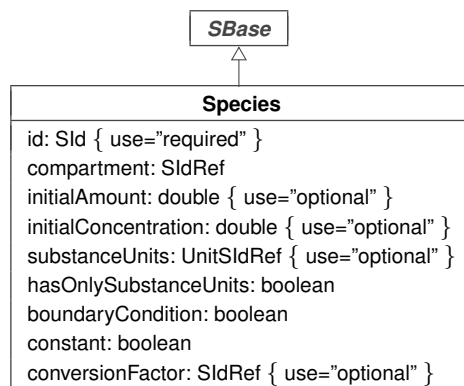 SBase
Species
id: SId { use=”required” }
compartment: SIdRef
initialAmount: double { use=”optional” }
initialConcentration: double { use=”optional” }
substanceUnits: UnitSIdRef { use=”optional” }
hasOnlySubstanceUnits: boolean
boundaryCondition: boolean
constant: boolean
conversionFactor: SIdRef { use=”optional” }